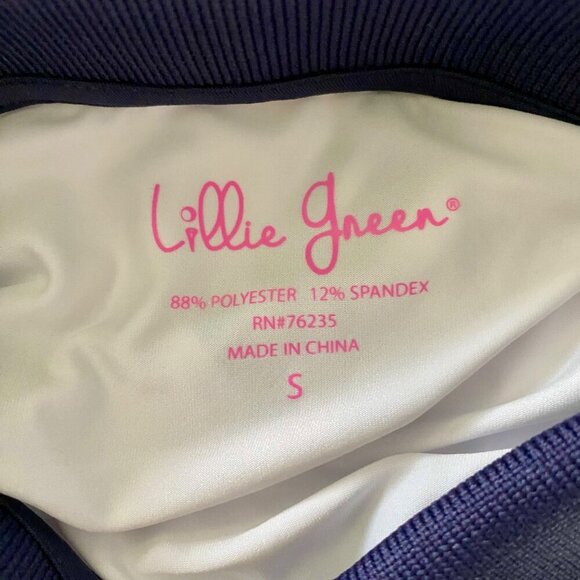 Lillie Green®
88% POLYESTER 12% SPANDEX
RN#76235
MADE IN CHINA
S